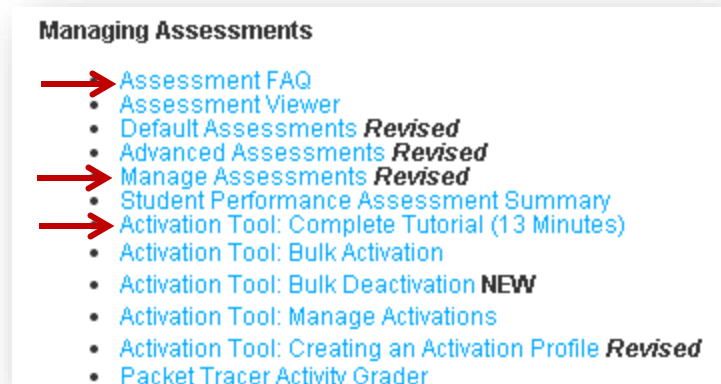 Managing Assessments
Assessment FAQ
Assessment Viewer
Default Assessments Revised
Advanced Assessments Revised
Manage Assessments Revised
Student Performance Assessment Summary
Activation Tool: Complete Tutorial (13 Minutes)
Activation Tool: Bulk Activation
Activation Tool: Bulk Deactivation NEW
Activation Tool: Manage Activations
Activation Tool: Creating an Activation Profile Revised
Packet Tracer Activity Grader